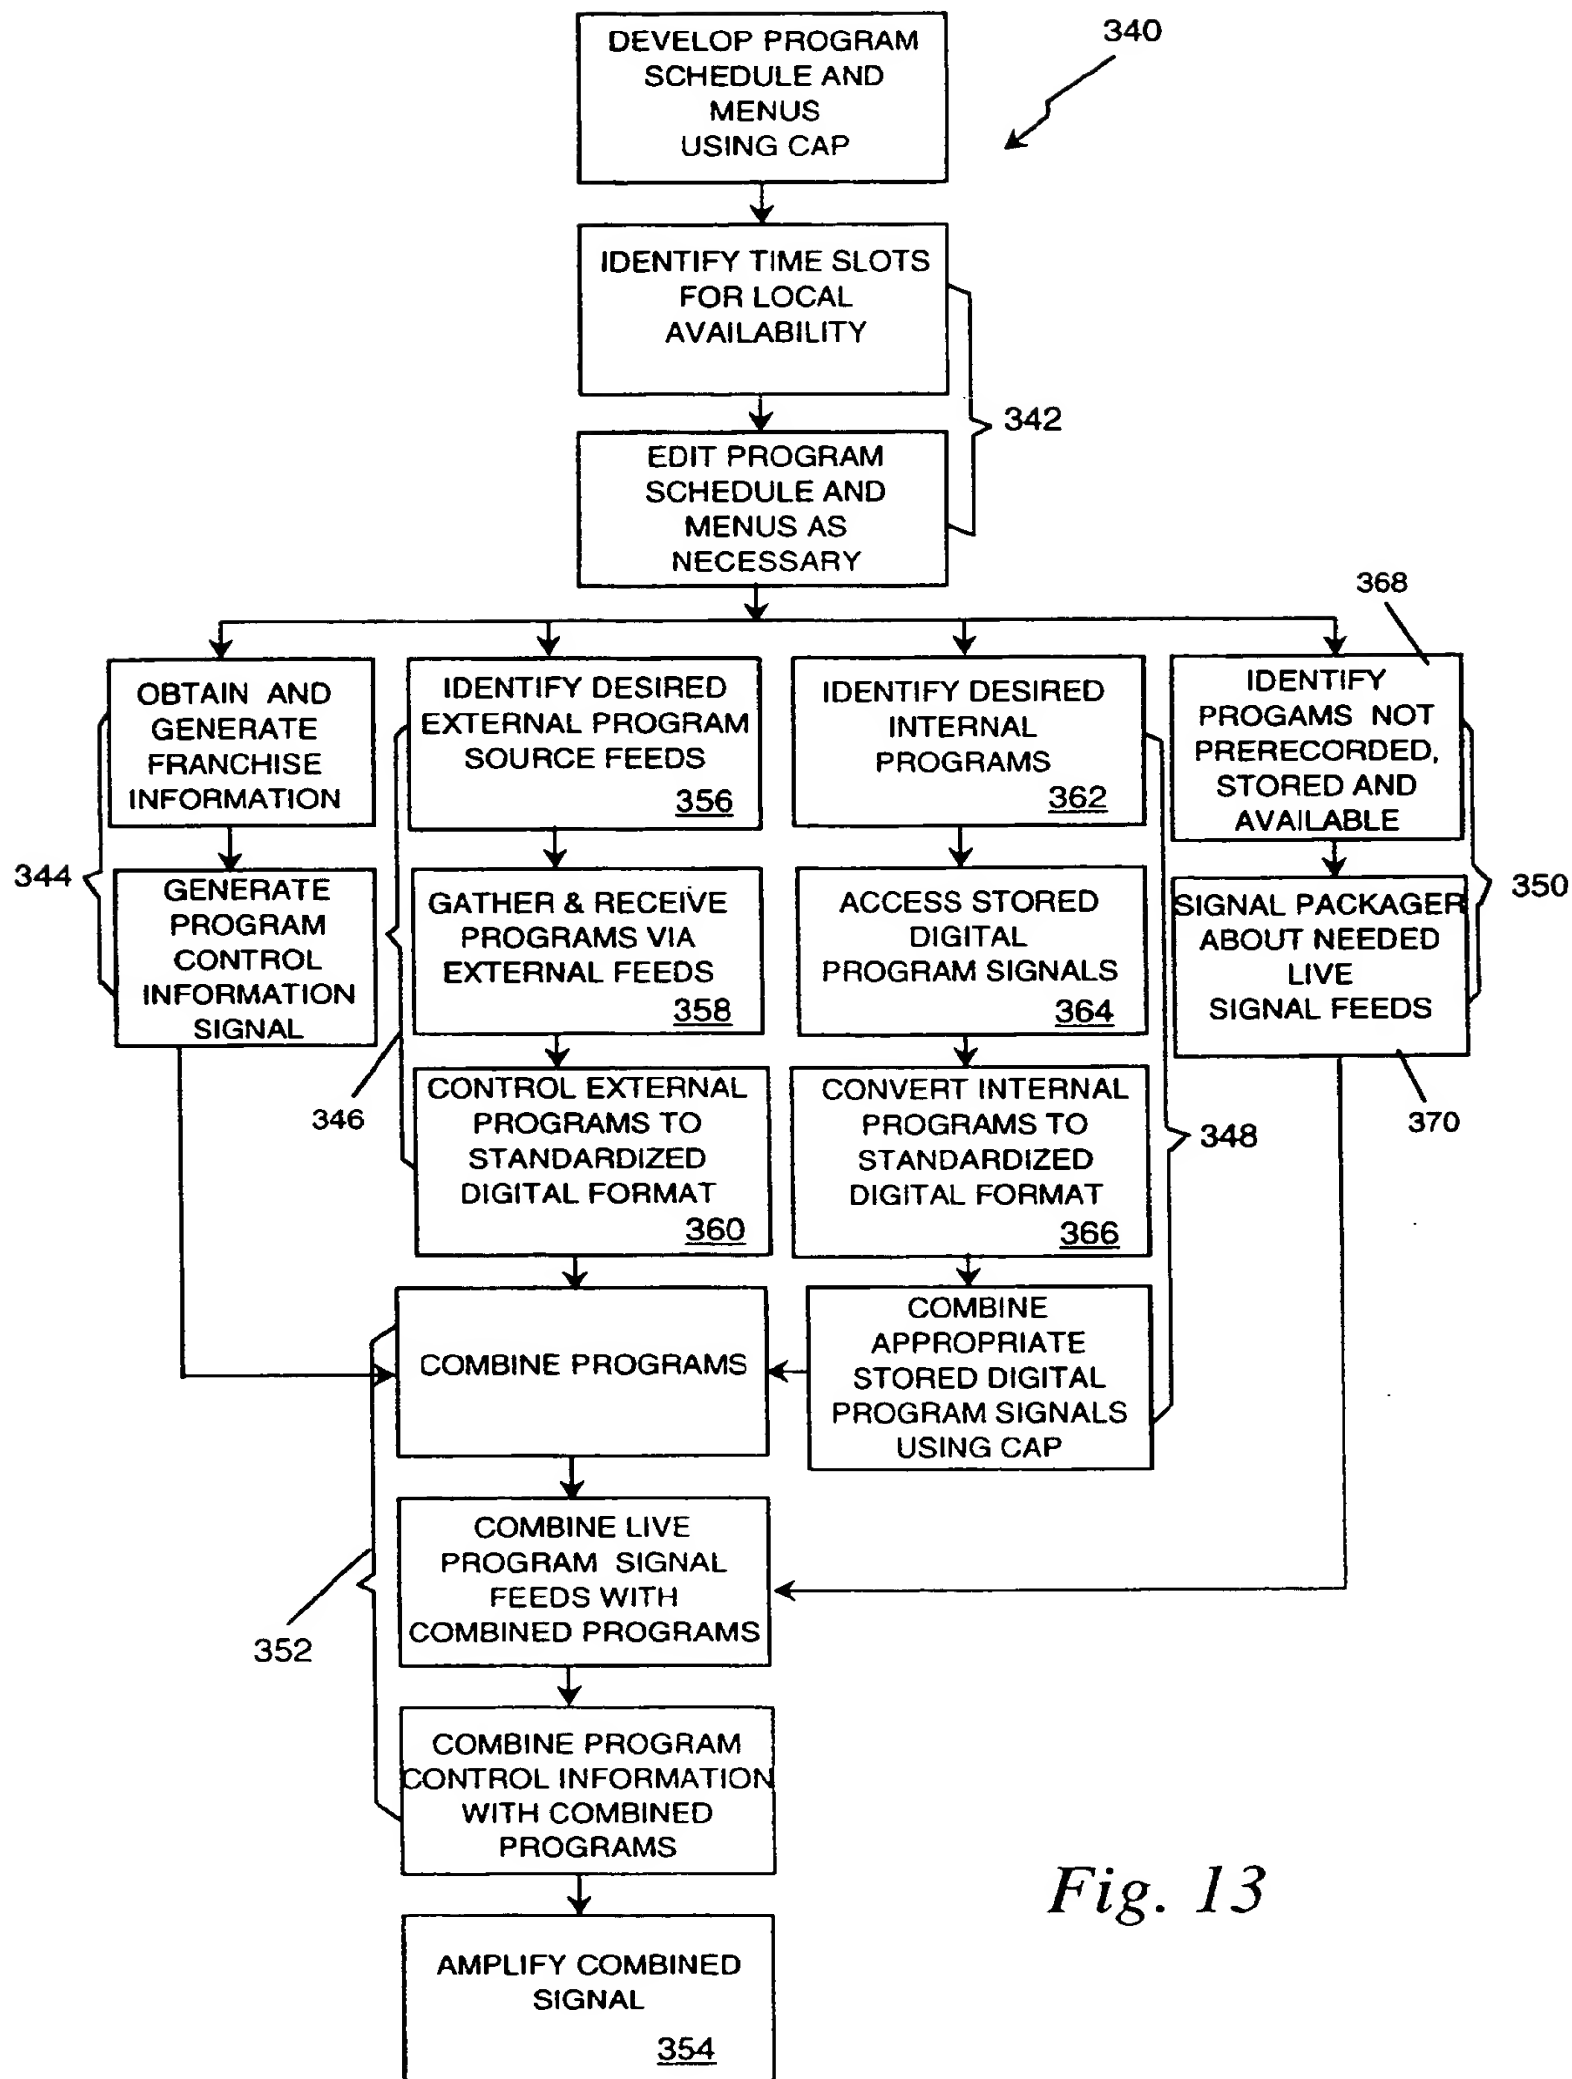 DEVELOP PROGRAM
SCHEDULE AND
MENUS
USING CAP
340
IDENTIFY TIME SLOTS
FOR LOCAL
AVAILABILITY
342
EDIT PROGRAM
SCHEDULE AND
MENUS AS
NECESSARY
368
OBTAIN AND
GENERATE
FRANCHISE
INFORMATION
344
GENERATE
PROGRAM
CONTROL
INFORMATION
SIGNAL
IDENTIFY DESIRED
EXTERNAL PROGRAM
SOURCE FEEDS
356
GATHER & RECEIVE
PROGRAMS VIA
EXTERNAL FEEDS
358
346
CONTROL EXTERNAL
PROGRAMS TO
STANDARDIZED
DIGITAL FORMAT
360
IDENTIFY DESIRED
INTERNAL
PROGRAMS
362
ACCESS STORED
DIGITAL
PROGRAM SIGNALS
364
CONVERT INTERNAL
PROGRAMS TO
STANDARDIZED
DIGITAL FORMAT
366
348
IDENTIFY
PROGAMS NOT
PRERECORDED,
STORED AND
AVAILABLE
350
SIGNAL PACKAGER
ABOUT NEEDED
LIVE
SIGNAL FEEDS
370
COMBINE PROGRAMS
COMBINE
APPROPRIATE
STORED DIGITAL
PROGRAM SIGNALS
USING CAP
COMBINE LIVE
PROGRAM SIGNAL
FEEDS WITH
COMBINED PROGRAMS
352
COMBINE PROGRAM
CONTROL INFORMATION
WITH COMBINED
PROGRAMS
AMPLIFY COMBINED
SIGNAL
354
Fig. 13